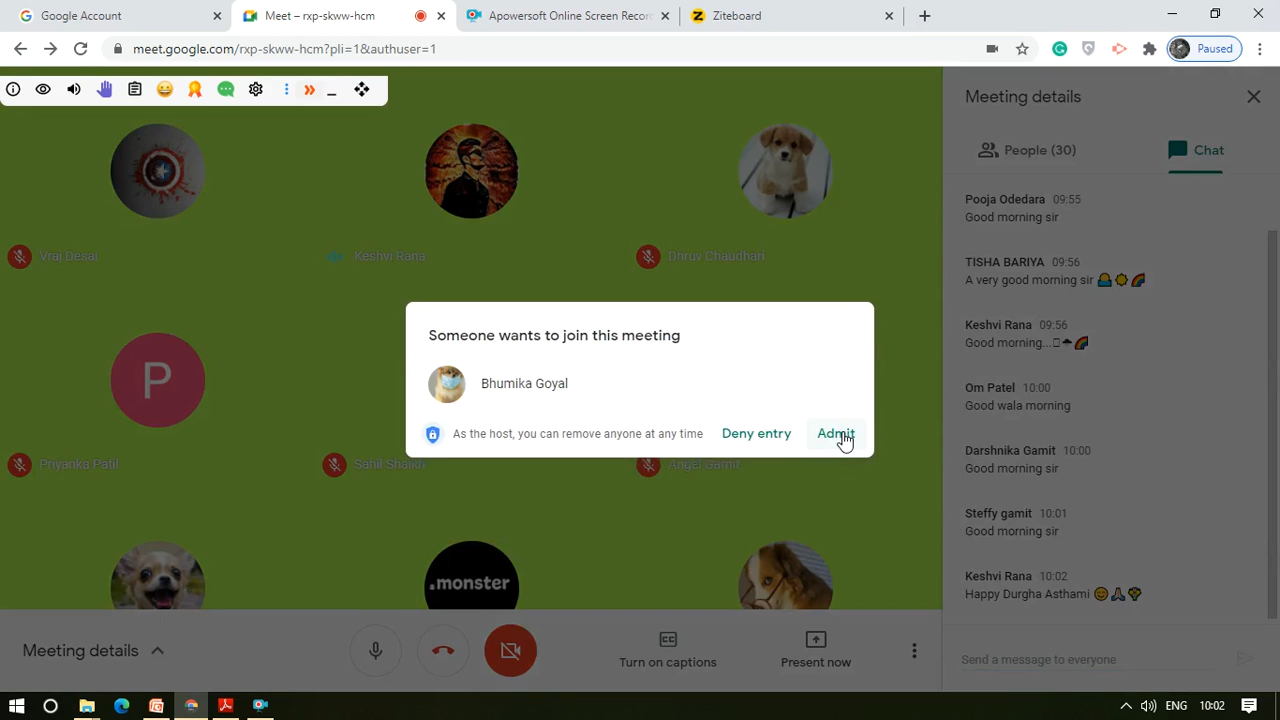 Google Account
Meet – rxp-skww-hcm
Apowersoft Online Screen Recor
Ziteboard
meet.google.com/rxp-skww-hcm?pli=1&authuser=1
Paused
Vraj Desai
Keshvi Rana
Dhruv Chaudhari
P
Priyanka Patil
Sahil Shaikh
Angel Gamit
.monster
Someone wants to join this meeting
Bhumika Goyal
As the host, you can remove anyone at any time
Deny entry
Admit
Meeting details
People (30)
Chat
Pooja Odedara 09:55
Good morning sir
TISHA BARIYA 09:56
A very good morning sir 🤷🌞🌈
Keshvi Rana 09:56
Good morning...▯☂🌈
Om Patel 10:00
Good wala morning
Darshnika Gamit 10:00
Good morning sir
Steffy gamit 10:01
Good morning sir
Keshvi Rana 10:02
Happy Durgha Asthami 😊🙏💐
Send a message to everyone
Meeting details
CC
Turn on captions
Present now
ENG
10:02